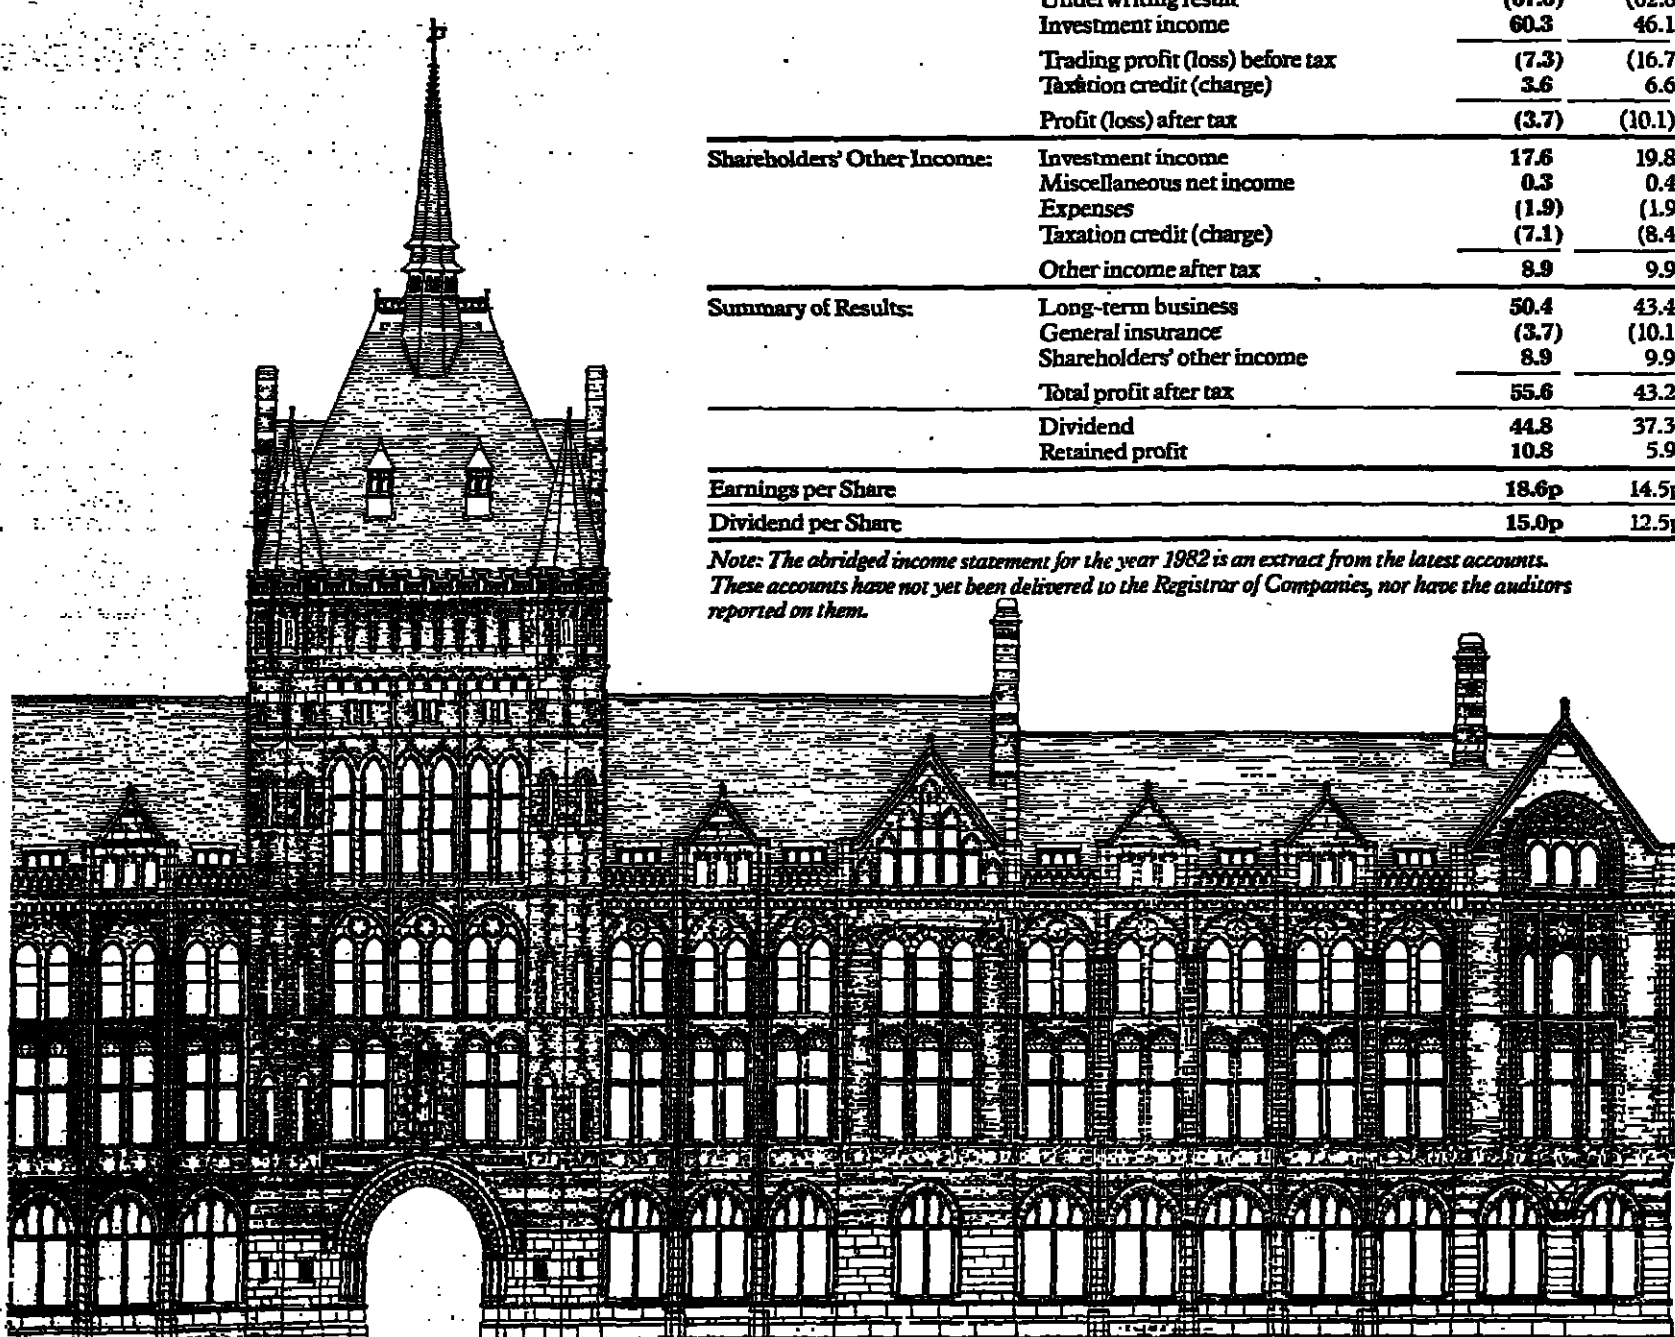 Investment income 60.3 46.1
Trading profit (loss) before tax (7.3) (16.7
Taxation credit (charge) 3.6 6.6
Profit (loss) after tax (3.7) (10.1)
Shareholders' Other Income: Investment income 17.6 19.8
Miscellaneous net income 0.3 0.4
Expenses (1.9) (1.9
Taxation credit (charge) (7.1) (8.4
Other income after tax 8.9 9.9
Summary of Results: Long-term business 50.4 43.4
General insurance (3.7) (10.1
Shareholders' other income 8.9 9.9
Total profit after tax 55.6 43.2
Dividend 44.8 37.3
Retained profit 10.8 5.9
Earnings per Share 18.6p 14.5p
Dividend per Share 15.0p 12.5p
Note: The abridged income statement for the year 1982 is an extract from the latest accounts.
These accounts have not yet been delivered to the Registrar of Companies, nor have the auditors
reported on them.